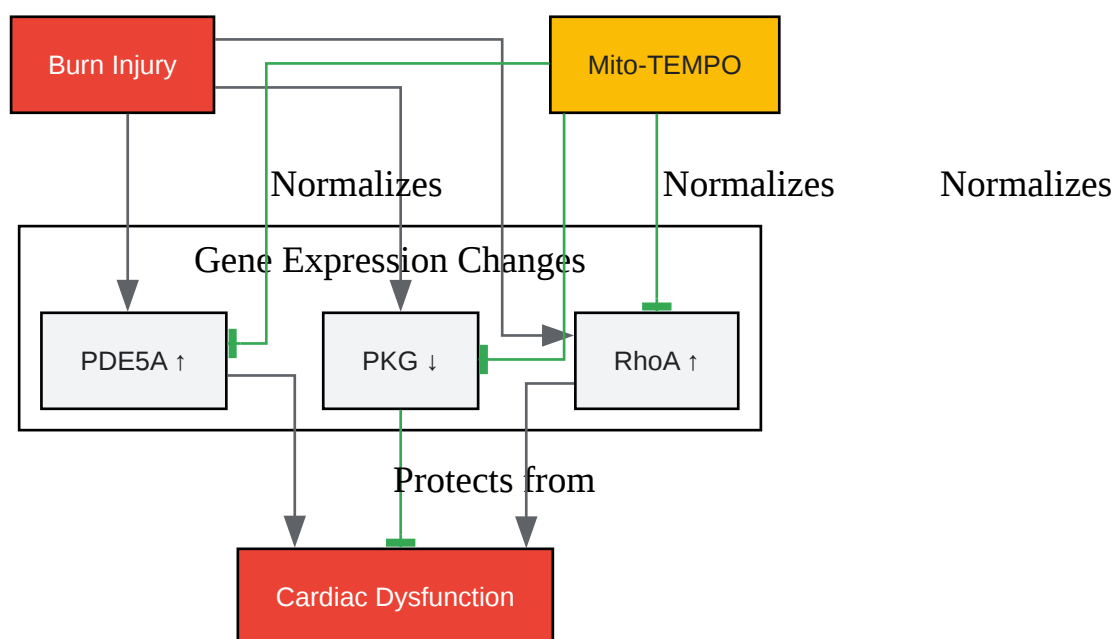 Burn Injury
Mito-TEMPO
Normalizes
Normalizes
Normalizes
Gene Expression Changes
PDE5A ↑
PKG ↓
RhoA ↑
Protects from
Cardiac Dysfunction